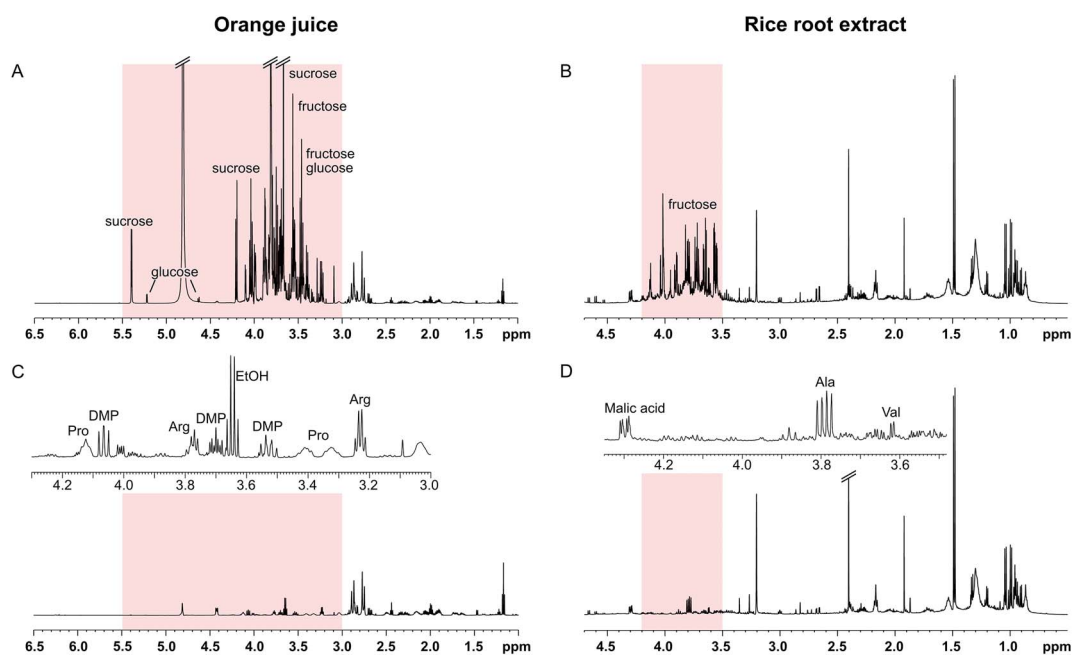 Orange juice
Rice root extract
A
sucrose
fructose
fructose
glucose
sucrose
sucrose
glucose
6.5 6.0 5.5 5.0 4.5 4.0 3.5 3.0 2.5 2.0 1.5 ppm
B
fructose
4.5 4.0 3.5 3.0 2.5 2.0 1.5 1.0 ppm
C
EtOH
Arg
DMP
Pro
Arg
DMP
DMP
Pro
4.2 4.0 3.8 3.6 3.4 3.2 3.0
6.5 6.0 5.5 5.0 4.5 4.0 3.5 3.0 2.5 2.0 1.5 ppm
D
Ala
Malic acid
Val
4.2 4.0 3.8 3.6
4.5 4.0 3.5 3.0 2.5 2.0 1.5 1.0 ppm